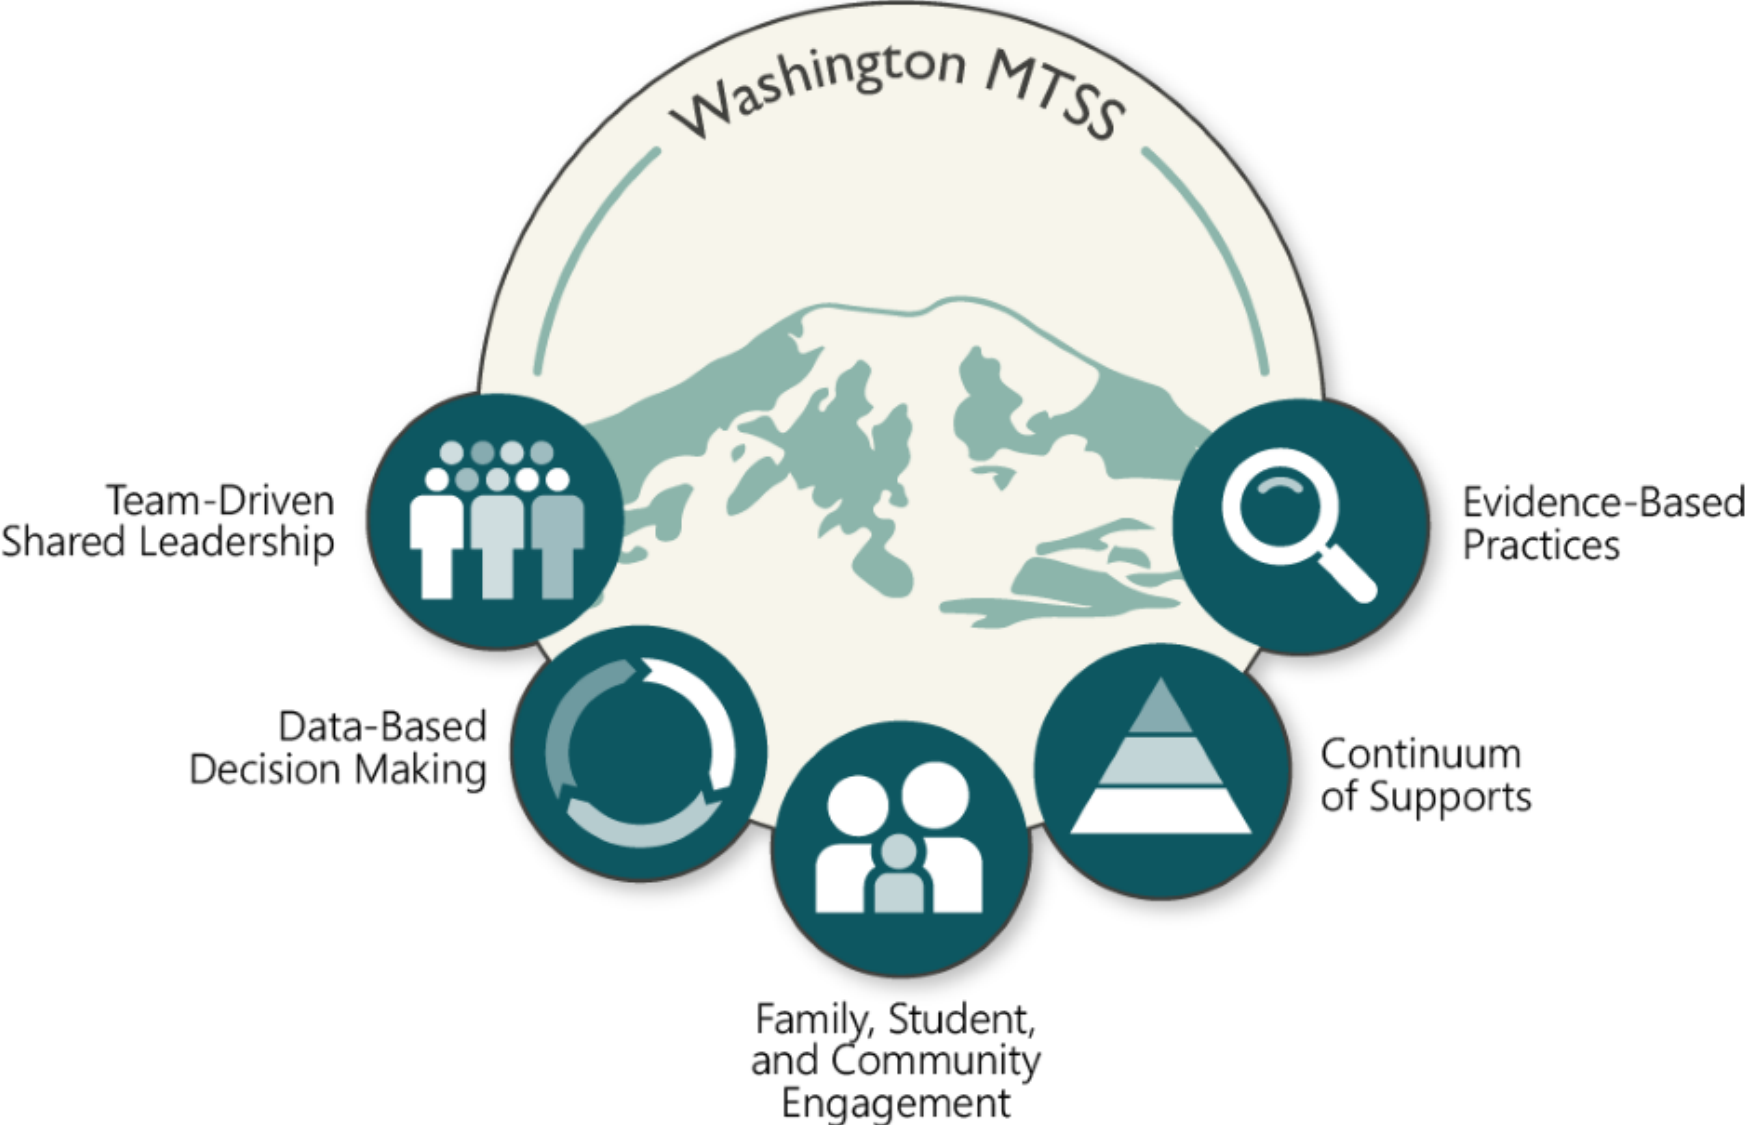 Washington MTSS
Team-Driven
Shared Leadership
Evidence-Based
Practices
Data-Based
Decision Making
Continuum
of Supports
Family, Student,
and Community
Engagement